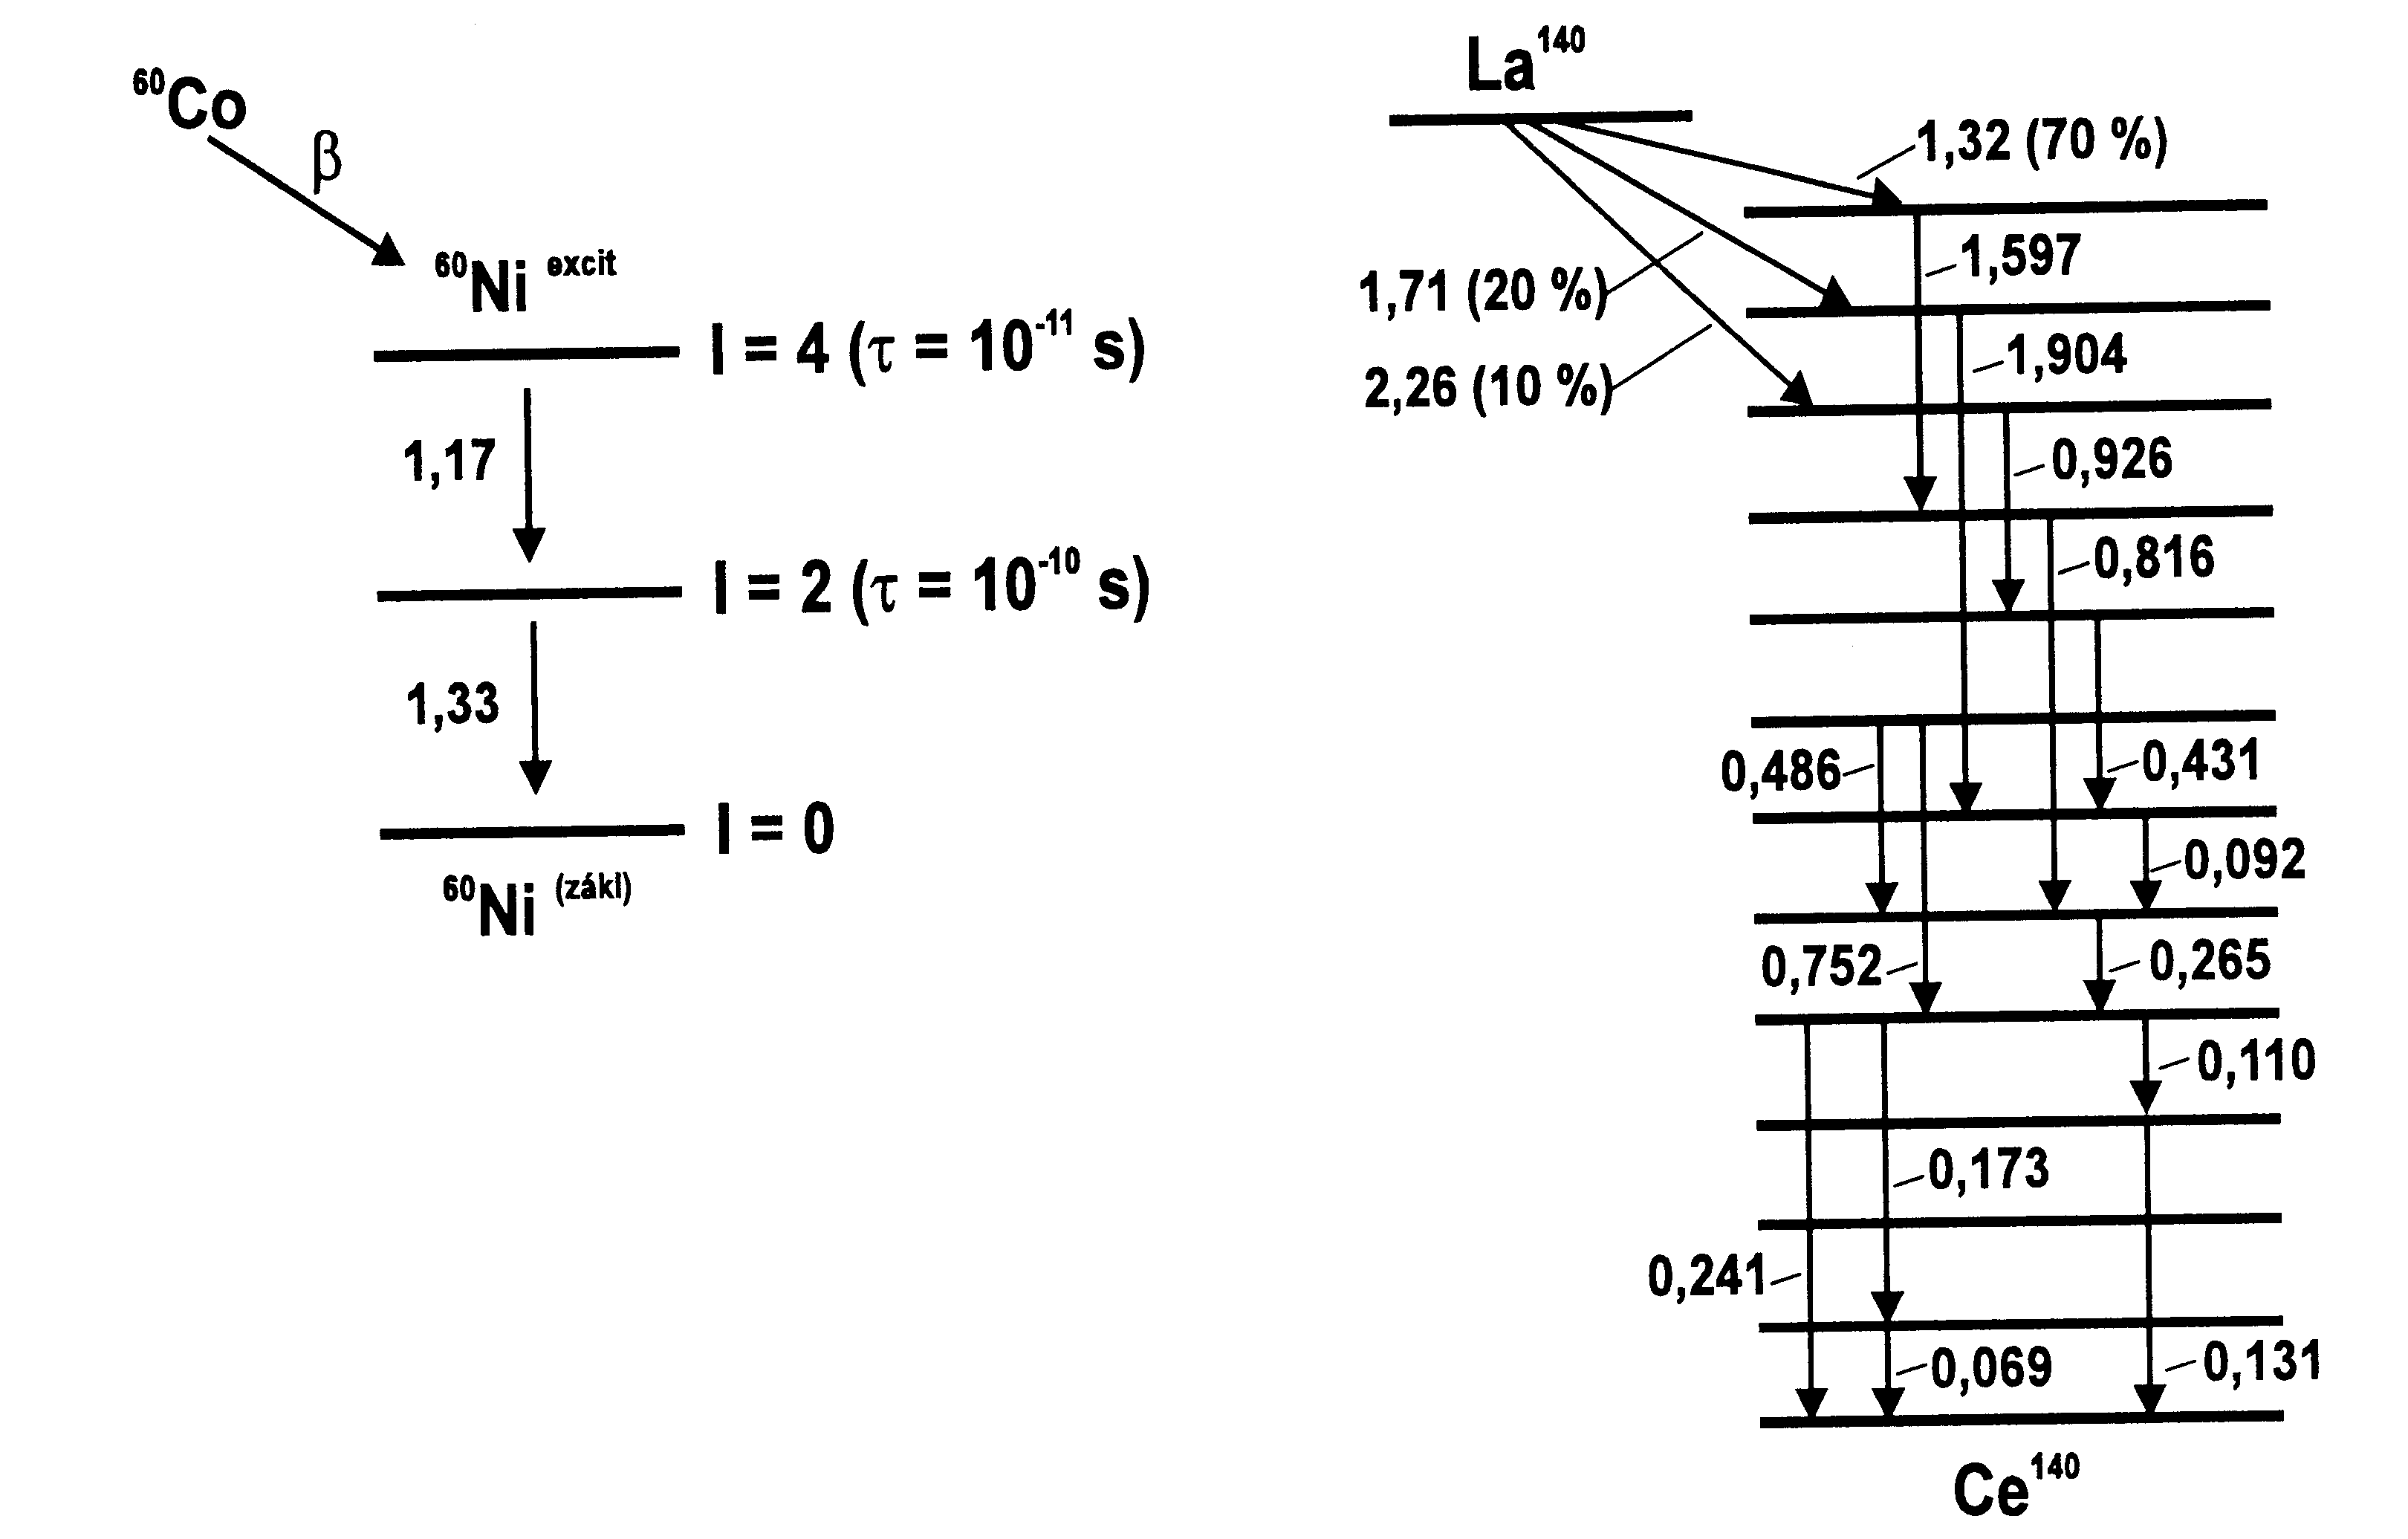 ⁶⁰Co
β
⁶⁰Ni ᵉˣᶜⁱᵗ
I = 4 (τ = 10⁻¹¹ s)
1,17
I = 2 (τ = 10⁻¹⁰ s)
1,33
I = 0
⁶⁰Ni ⁽ᶻᵃ́ᵏˡ⁾
La¹⁴⁰
1,32 (70 %)
1,597
1,71 (20 %)
1,904
2,26 (10 %)
0,926
0,816
0,486
0,431
0,092
0,752
0,265
0,110
0,173
0,241
0,069
0,131
Ce¹⁴⁰